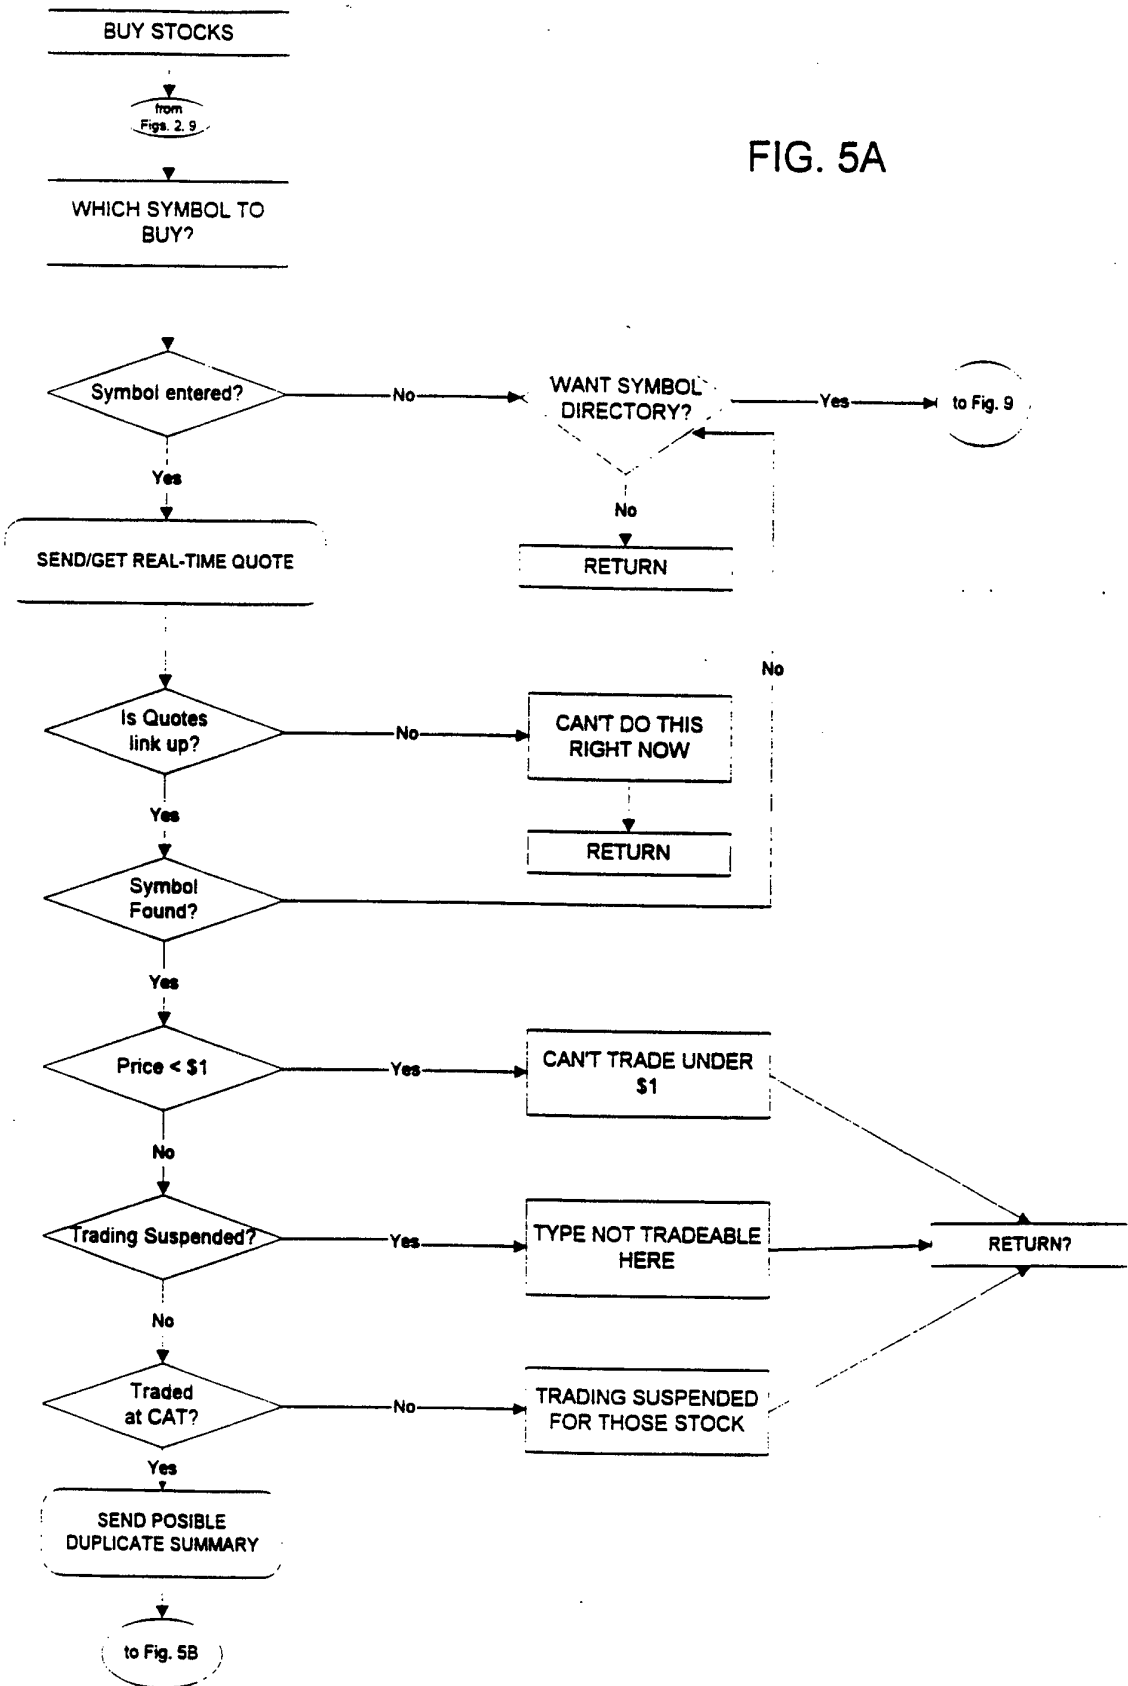 BUY STOCKS
from
Figs. 2, 9
FIG. 5A
WHICH SYMBOL TO
BUY?
Symbol entered?
No
WANT SYMBOL
DIRECTORY?
Yes
to Fig. 9
Yes
No
SEND/GET REAL-TIME QUOTE
RETURN
No
Is Quotes
link up?
No
CAN'T DO THIS
RIGHT NOW
Yes
RETURN
Symbol
Found?
Yes
Price < $1
Yes
CAN'T TRADE UNDER
$1
No
Trading Suspended?
Yes
TYPE NOT TRADEABLE
HERE
RETURN?
No
Traded
at CAT?
No
TRADING SUSPENDED
FOR THOSE STOCK
Yes
SEND POSIBLE
DUPLICATE SUMMARY
to Fig. 5B